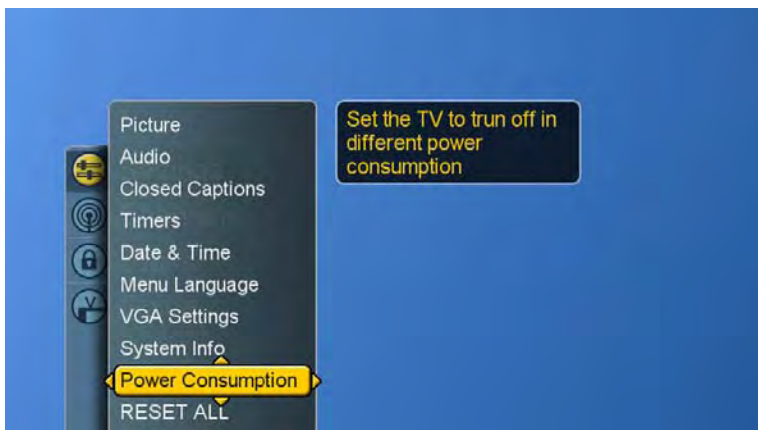 Picture
Audio
Closed Captions
Timers
Date & Time
Menu Language
VGA Settings
System Info
Power Consumption
RESET ALL
Set the TV to trun off in
different power
consumption